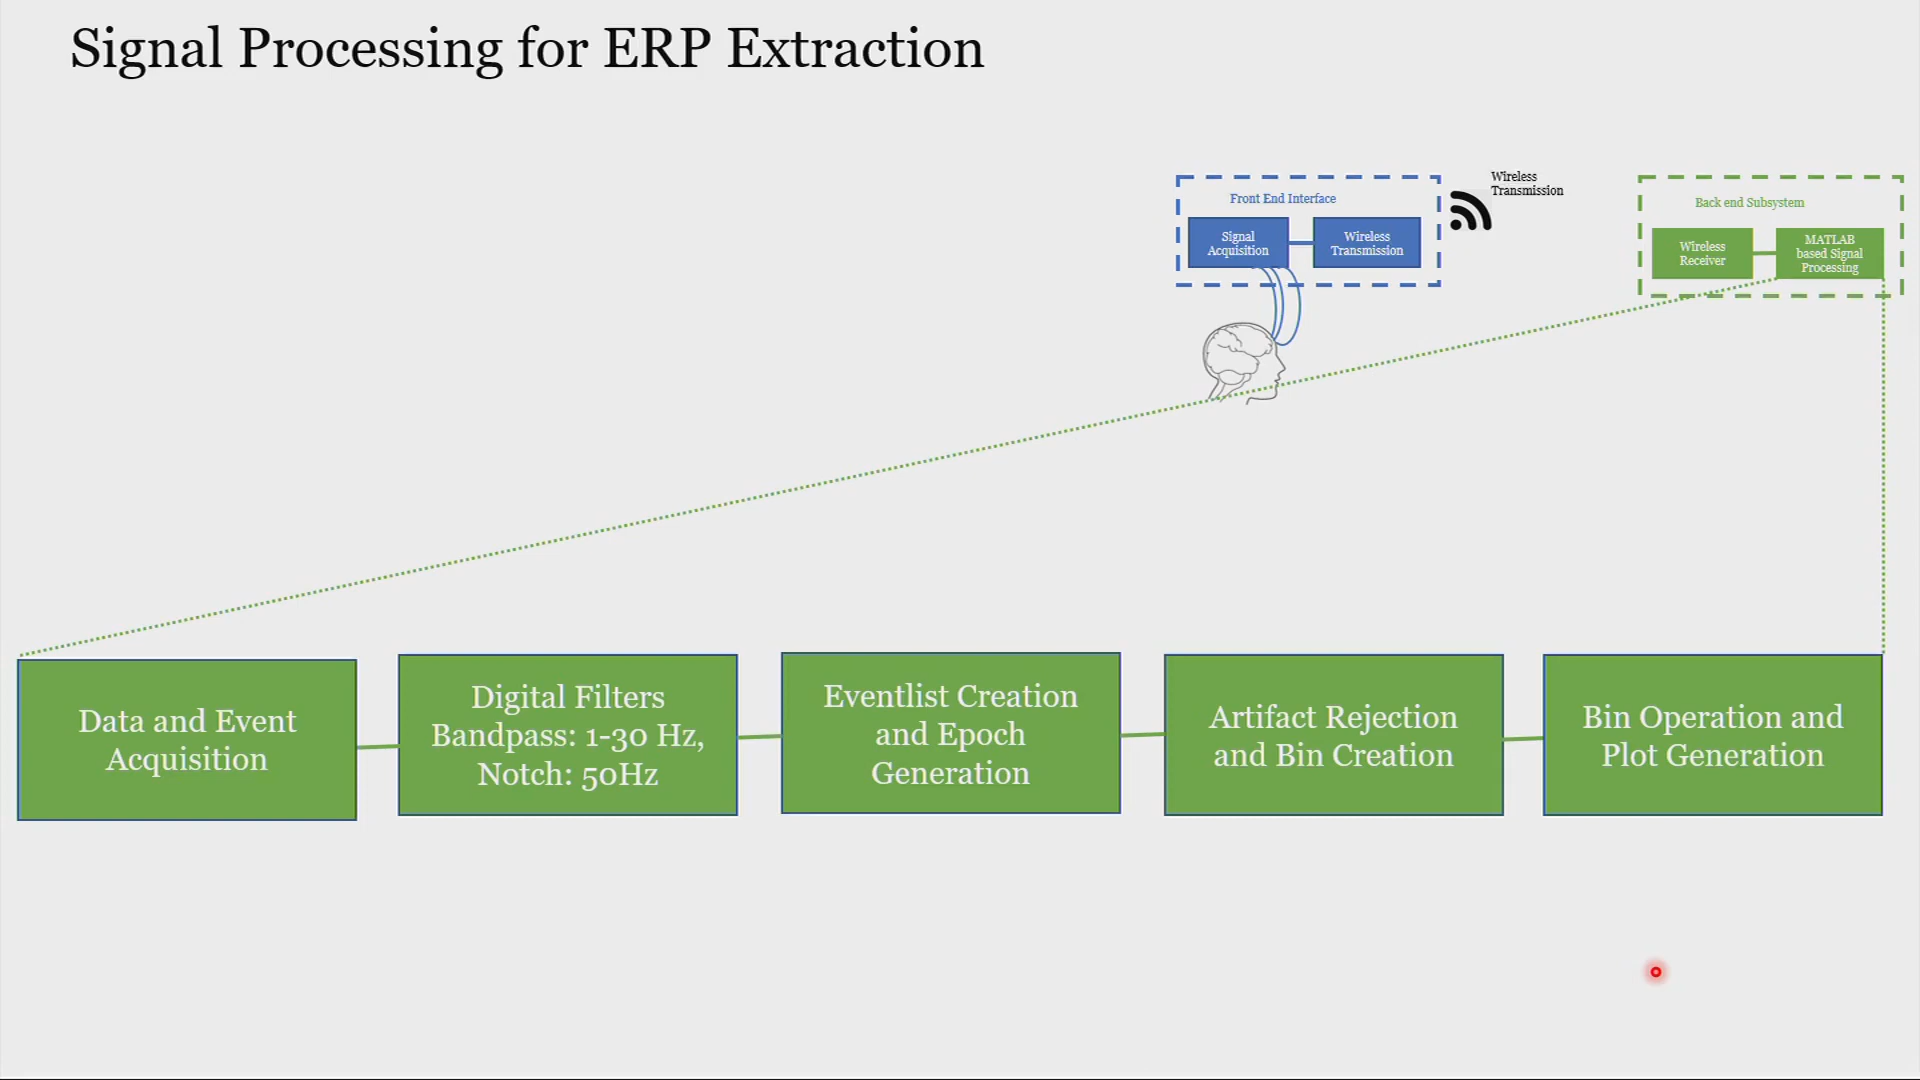 Signal Processing for ERP Extraction
Wireless
Transmission
Front End Interface
Signal
Acquisition
Wireless
Transmission
Back end Subsystem
Wireless
Receiver
MATLAB
based Signal
Processing
Data and Event
Acquisition
Digital Filters
Bandpass: 1-30 Hz,
Notch: 50Hz
Eventlist Creation
and Epoch
Generation
Artifact Rejection
and Bin Creation
Bin Operation and
Plot Generation